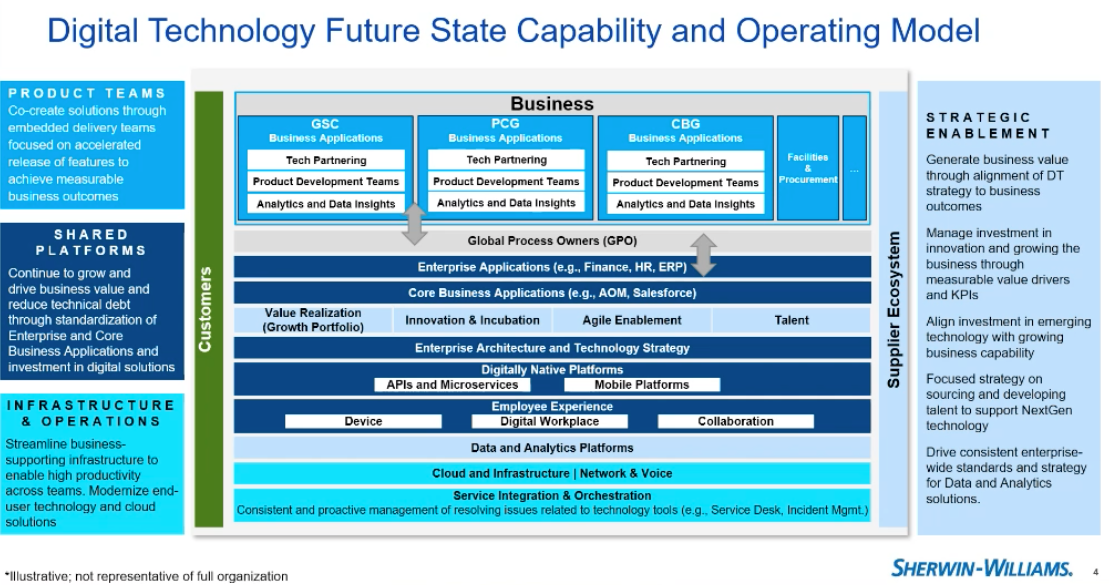 Digital Technology Future State Capability and Operating Model
PRODUCT TEAMS
Co-create solutions through
embedded delivery teams
focused on accelerated
release of features to
achieve measurable
business outcomes
SHARED
PLATFORMS
Continue to grow and
drive business value and
reduce technical debt
through standardization of
Enterprise and Core
Business Applications and
investment in digital solutions
INFRASTRUCTURE
& OPERATIONS
Streamline business-
supporting infrastructure to
enable high productivity
across teams. Modernize end-
user technology and cloud
solutions
Customers
Business
GSC
Business Applications
Tech Partnering
Product Development Teams
Analytics and Data Insights
PCG
Business Applications
Tech Partnering
Product Development Teams
Analytics and Data Insights
CBG
Business Applications
Tech Partnering
Product Development Teams
Analytics and Data Insights
Facilities
&
Procurement
...
Global Process Owners (GPO)
Enterprise Applications (e.g., Finance, HR, ERP)
Core Business Applications (e.g., AOM, Salesforce)
Value Realization
(Growth Portfolio)
Innovation & Incubation
Agile Enablement
Talent
Enterprise Architecture and Technology Strategy
Digitally Native Platforms
APIs and Microservices
Mobile Platforms
Employee Experience
Device
Digital Workplace
Collaboration
Data and Analytics Platforms
Cloud and Infrastructure | Network & Voice
Service Integration & Orchestration
Consistent and proactive management of resolving issues related to technology tools (e.g., Service Desk, Incident Mgmt.)
Supplier Ecosystem
STRATEGIC
ENABLEMENT
Generate business value
through alignment of DT
strategy to business
outcomes
Manage investment in
innovation and growing the
business through
measurable value drivers
and KPIs
Align investment in emerging
technology with growing
business capability
Focused strategy on
sourcing and developing
talent to support NextGen
technology
Drive consistent enterprise-
wide standards and strategy
for Data and Analytics
solutions.
*Illustrative; not representative of full organization
SHERWIN-WILLIAMS.
4